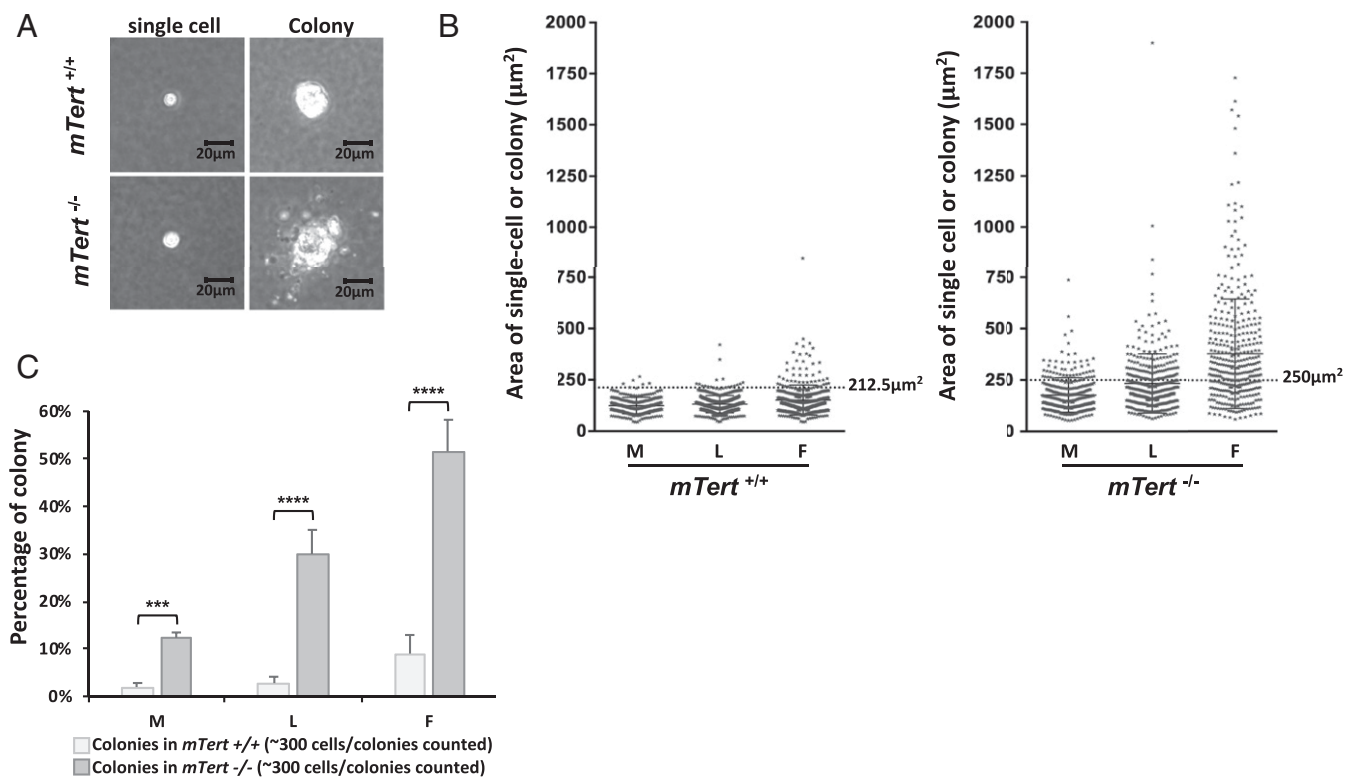 A
single cell Colony
mTert +/+
20µm 20µm
mTert -/-
20µm 20µm
B
Area of single-cell or colony (µm2)
2000
1750
1500
1250
1000
750
500
250
0
212.5µm2
M L F
mTert +/+
Area of single cell or colony (µm2)
2000
1750
1500
1250
1000
750
500
250
0
250µm2
M L F
mTert -/-
C
Percentage of colony
60%
50%
40%
30%
20%
10%
0%
***
****
****
M L F
Colonies in mTert +/+ (~300 cells/colonies counted)
Colonies in mTert -/- (~300 cells/colonies counted)